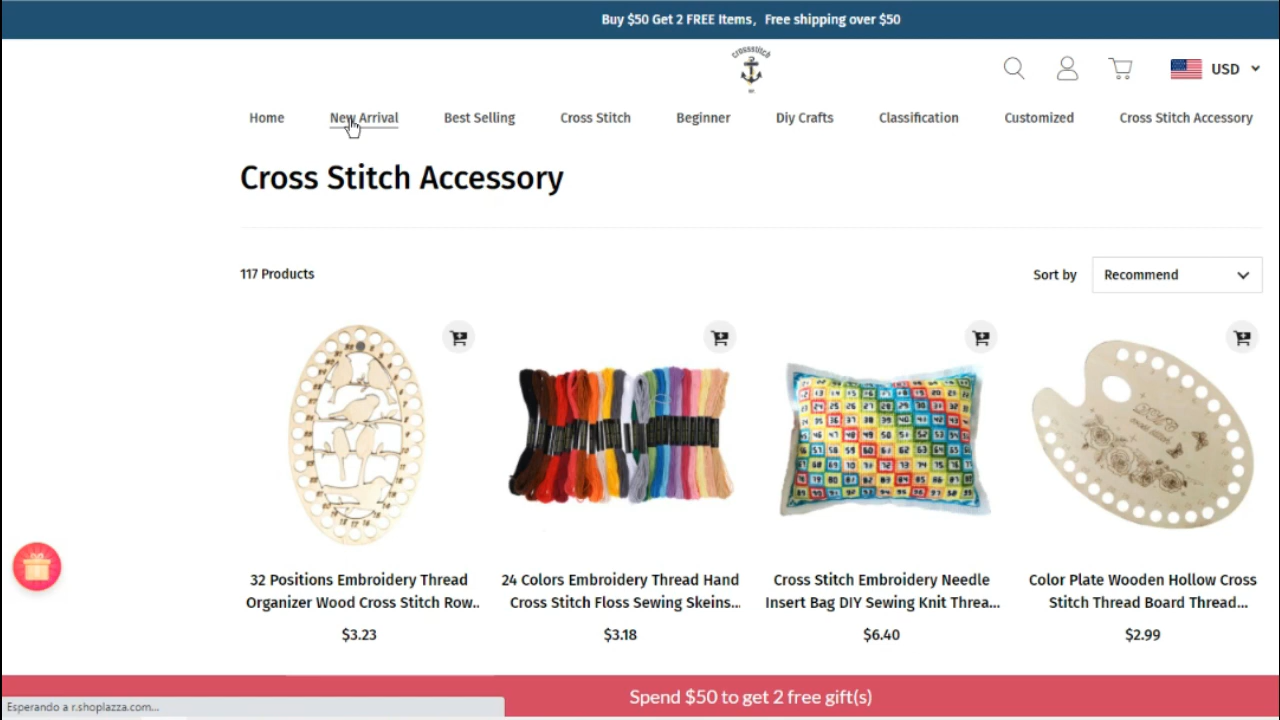 Buy $50 Get 2 FREE Items, Free shipping over $50
crossstitch
USD
Home New Arrival Best Selling Cross Stitch Beginner Diy Crafts Classification Customized Cross Stitch Accessory
Cross Stitch Accessory
117 Products
Sort by Recommend
32 Positions Embroidery Thread
Organizer Wood Cross Stitch Row..
$3.23
24 Colors Embroidery Thread Hand
Cross Stitch Floss Sewing Skeins...
$3.18
Cross Stitch Embroidery Needle
Insert Bag DIY Sewing Knit Threa...
$6.40
Color Plate Wooden Hollow Cross
Stitch Thread Board Thread...
$2.99
Spend $50 to get 2 free gift(s)
Esperando a r.shoplazza.com...